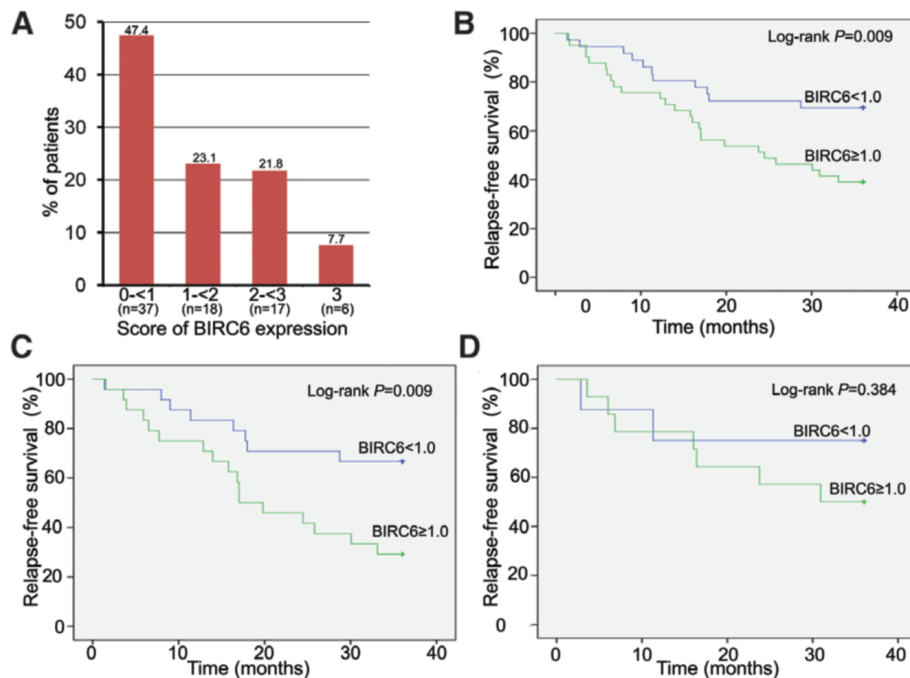 A
% of patients
50
40
30
20
10
0
47.4
23.1
21.8
7.7
0-<1
1-<2
2-<3
3
(n=37)
(n=18)
(n=17)
(n=6)
Score of BIRC6 expression
B
Relapse-free survival (%)
100
80
60
40
20
0
Log-rank P=0.009
BIRC6<1.0
BIRC6≥1.0
0 10 20 30 40
Time (months)
C
Relapse-free survival (%)
100
80
60
40
20
0
Log-rank P=0.009
BIRC6<1.0
BIRC6≥1.0
0 10 20 30 40
Time (months)
D
Relapse-free survival (%)
100
80
60
40
20
0
Log-rank P=0.384
BIRC6<1.0
BIRC6≥1.0
0 10 20 30 40
Time (months)